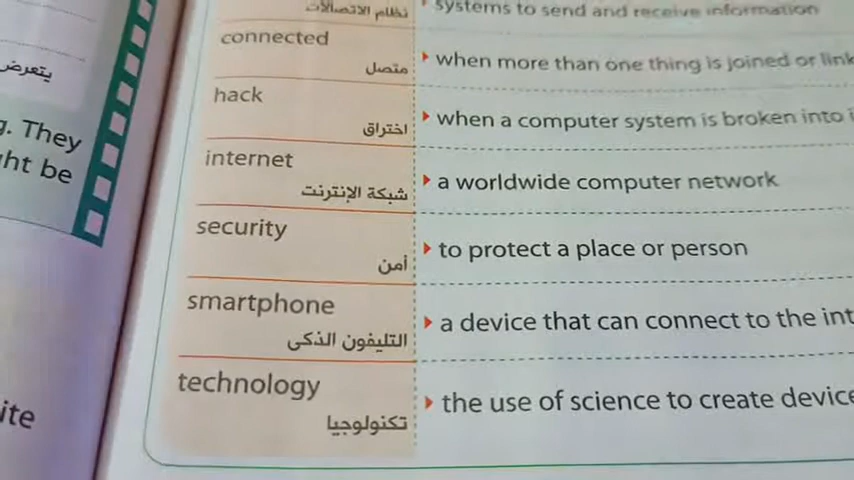 نظام الاتصالات
systems to send and receive information
connected
متصل
when more than one thing is joined or link
hack
اختراق
when a computer system is broken into i
internet
شبكة الإنترنت
a worldwide computer network
security
أمن
to protect a place or person
smartphone
التليفون الذكى
a device that can connect to the int
technology
تكنولوجيا
the use of science to create device
يتعرض
g. They
ght be
ite